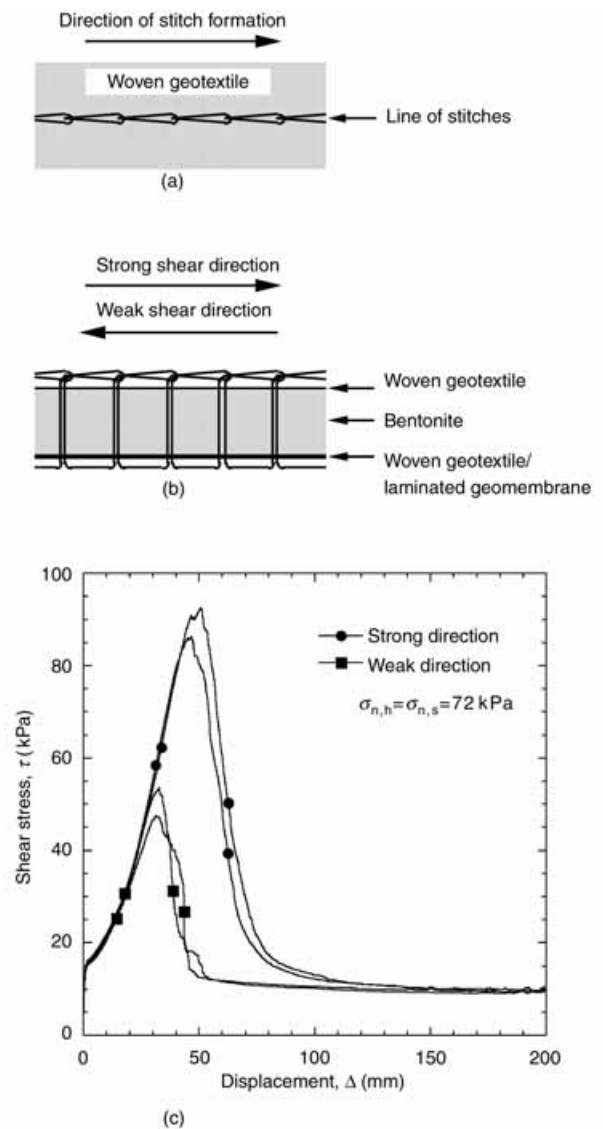 Direction of stitch formation
Woven geotextile
Line of stitches
(a)
Strong shear direction
Weak shear direction
Woven geotextile
Bentonite
Woven geotextile/
laminated geomembrane
(b)
100
80
60
40
20
0
Shear stress, τ (kPa)
Strong direction
Weak direction
σn,h=σn,s=72 kPa
0 50 100 150 200
Displacement, Δ (mm)
(c)